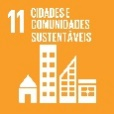 11 CIDADES E
COMUNIDADES
SUSTENTÁVEIS